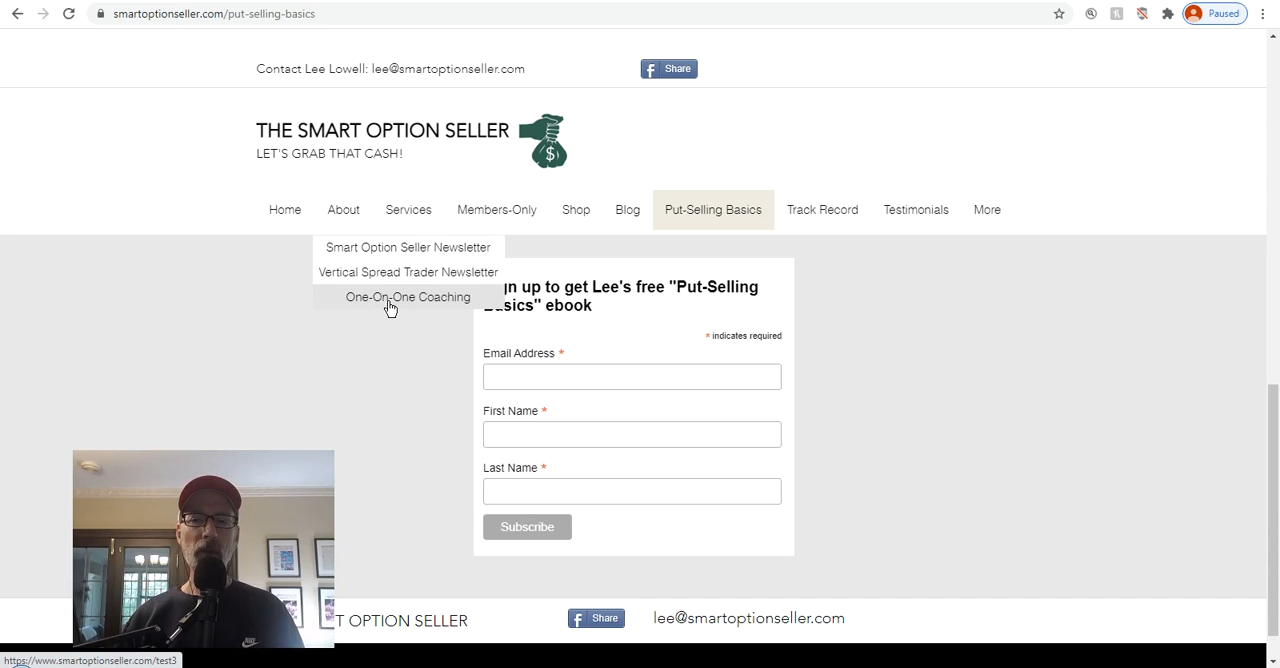 smartoptionseller.com/put-selling-basics
Paused
Contact Lee Lowell: lee@smartoptionseller.com
Share
THE SMART OPTION SELLER
LET'S GRAB THAT CASH!
$
Home About Services Members-Only Shop Blog Put-Selling Basics Track Record Testimonials More
Smart Option Seller Newsletter
Vertical Spread Trader Newsletter
One-On-One Coaching
n up to get Lee's free "Put-Selling
sics" ebook
* indicates required
Email Address *
First Name *
Last Name *
Subscribe
T OPTION SELLER
Share
lee@smartoptionseller.com
https://www.smartoptionseller.com/test3